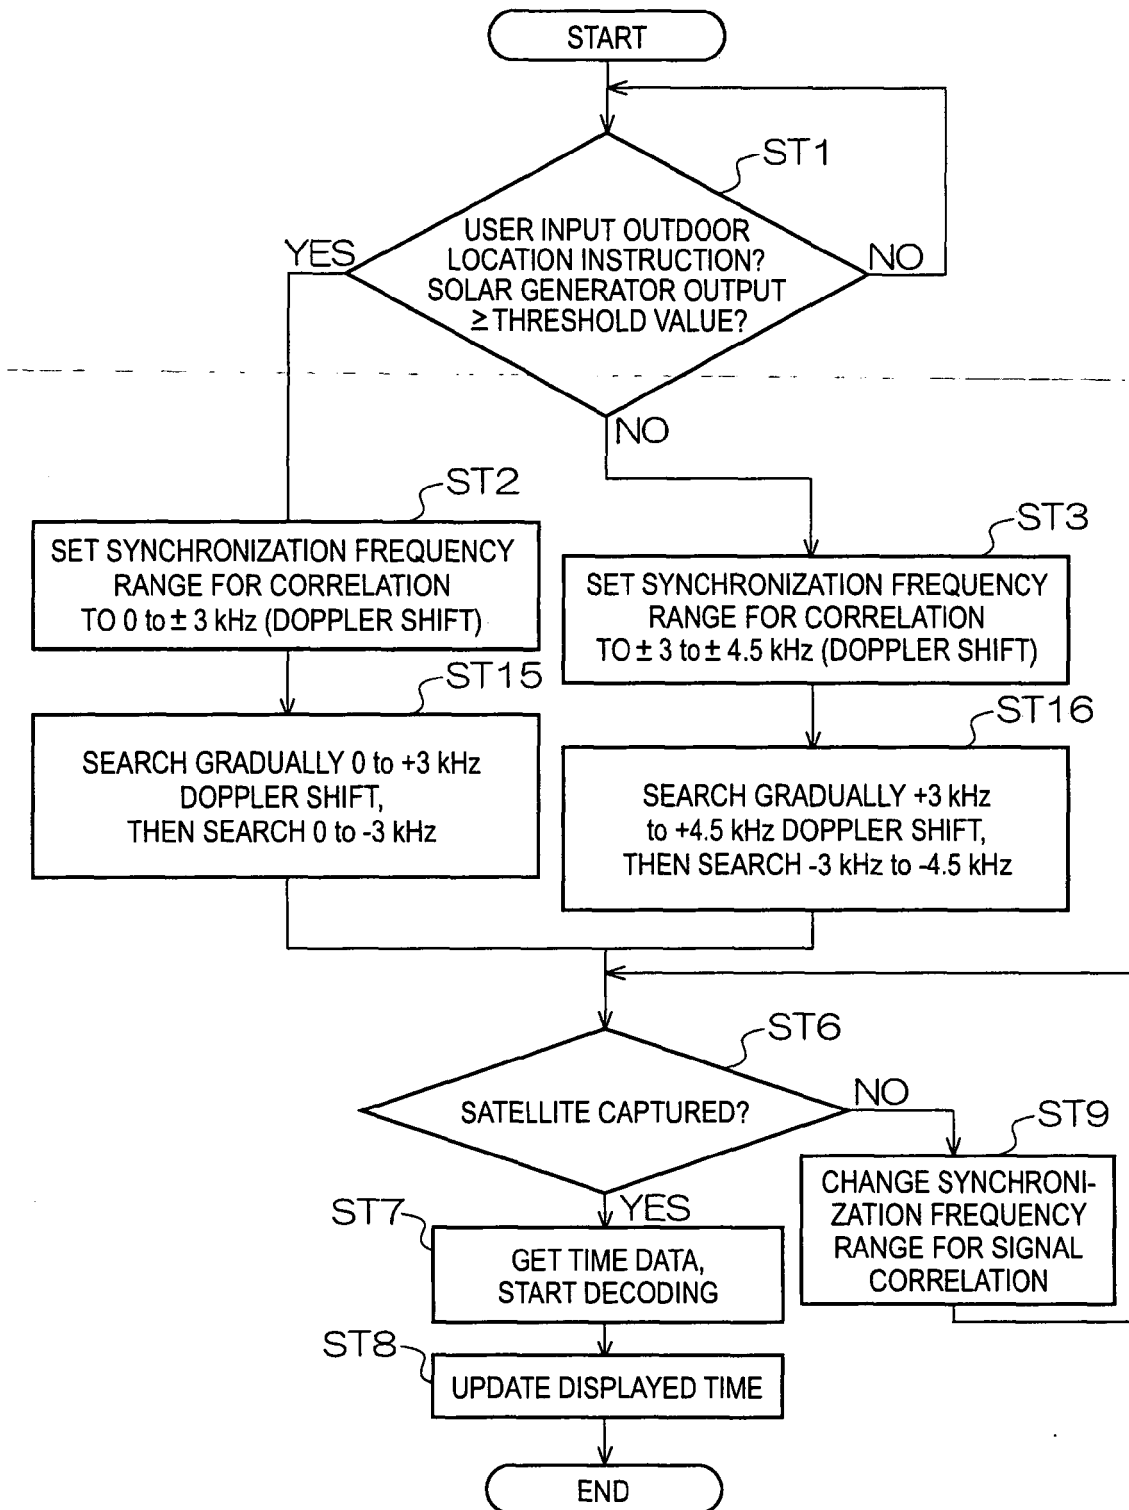 START
ST1
USER INPUT OUTDOOR
LOCATION INSTRUCTION?
SOLAR GENERATOR OUTPUT
≥ THRESHOLD VALUE?
YES
NO
NO
ST2
SET SYNCHRONIZATION FREQUENCY
RANGE FOR CORRELATION
TO 0 to ± 3 kHz (DOPPLER SHIFT)
ST3
SET SYNCHRONIZATION FREQUENCY
RANGE FOR CORRELATION
TO ± 3 to ± 4.5 kHz (DOPPLER SHIFT)
ST15
SEARCH GRADUALLY 0 to +3 kHz
DOPPLER SHIFT,
THEN SEARCH 0 to -3 kHz
ST16
SEARCH GRADUALLY +3 kHz
to +4.5 kHz DOPPLER SHIFT,
THEN SEARCH -3 kHz to -4.5 kHz
ST6
SATELLITE CAPTURED?
NO
ST9
CHANGE SYNCHRONI-
ZATION FREQUENCY
RANGE FOR SIGNAL
CORRELATION
YES
ST7
GET TIME DATA,
START DECODING
ST8
UPDATE DISPLAYED TIME
END